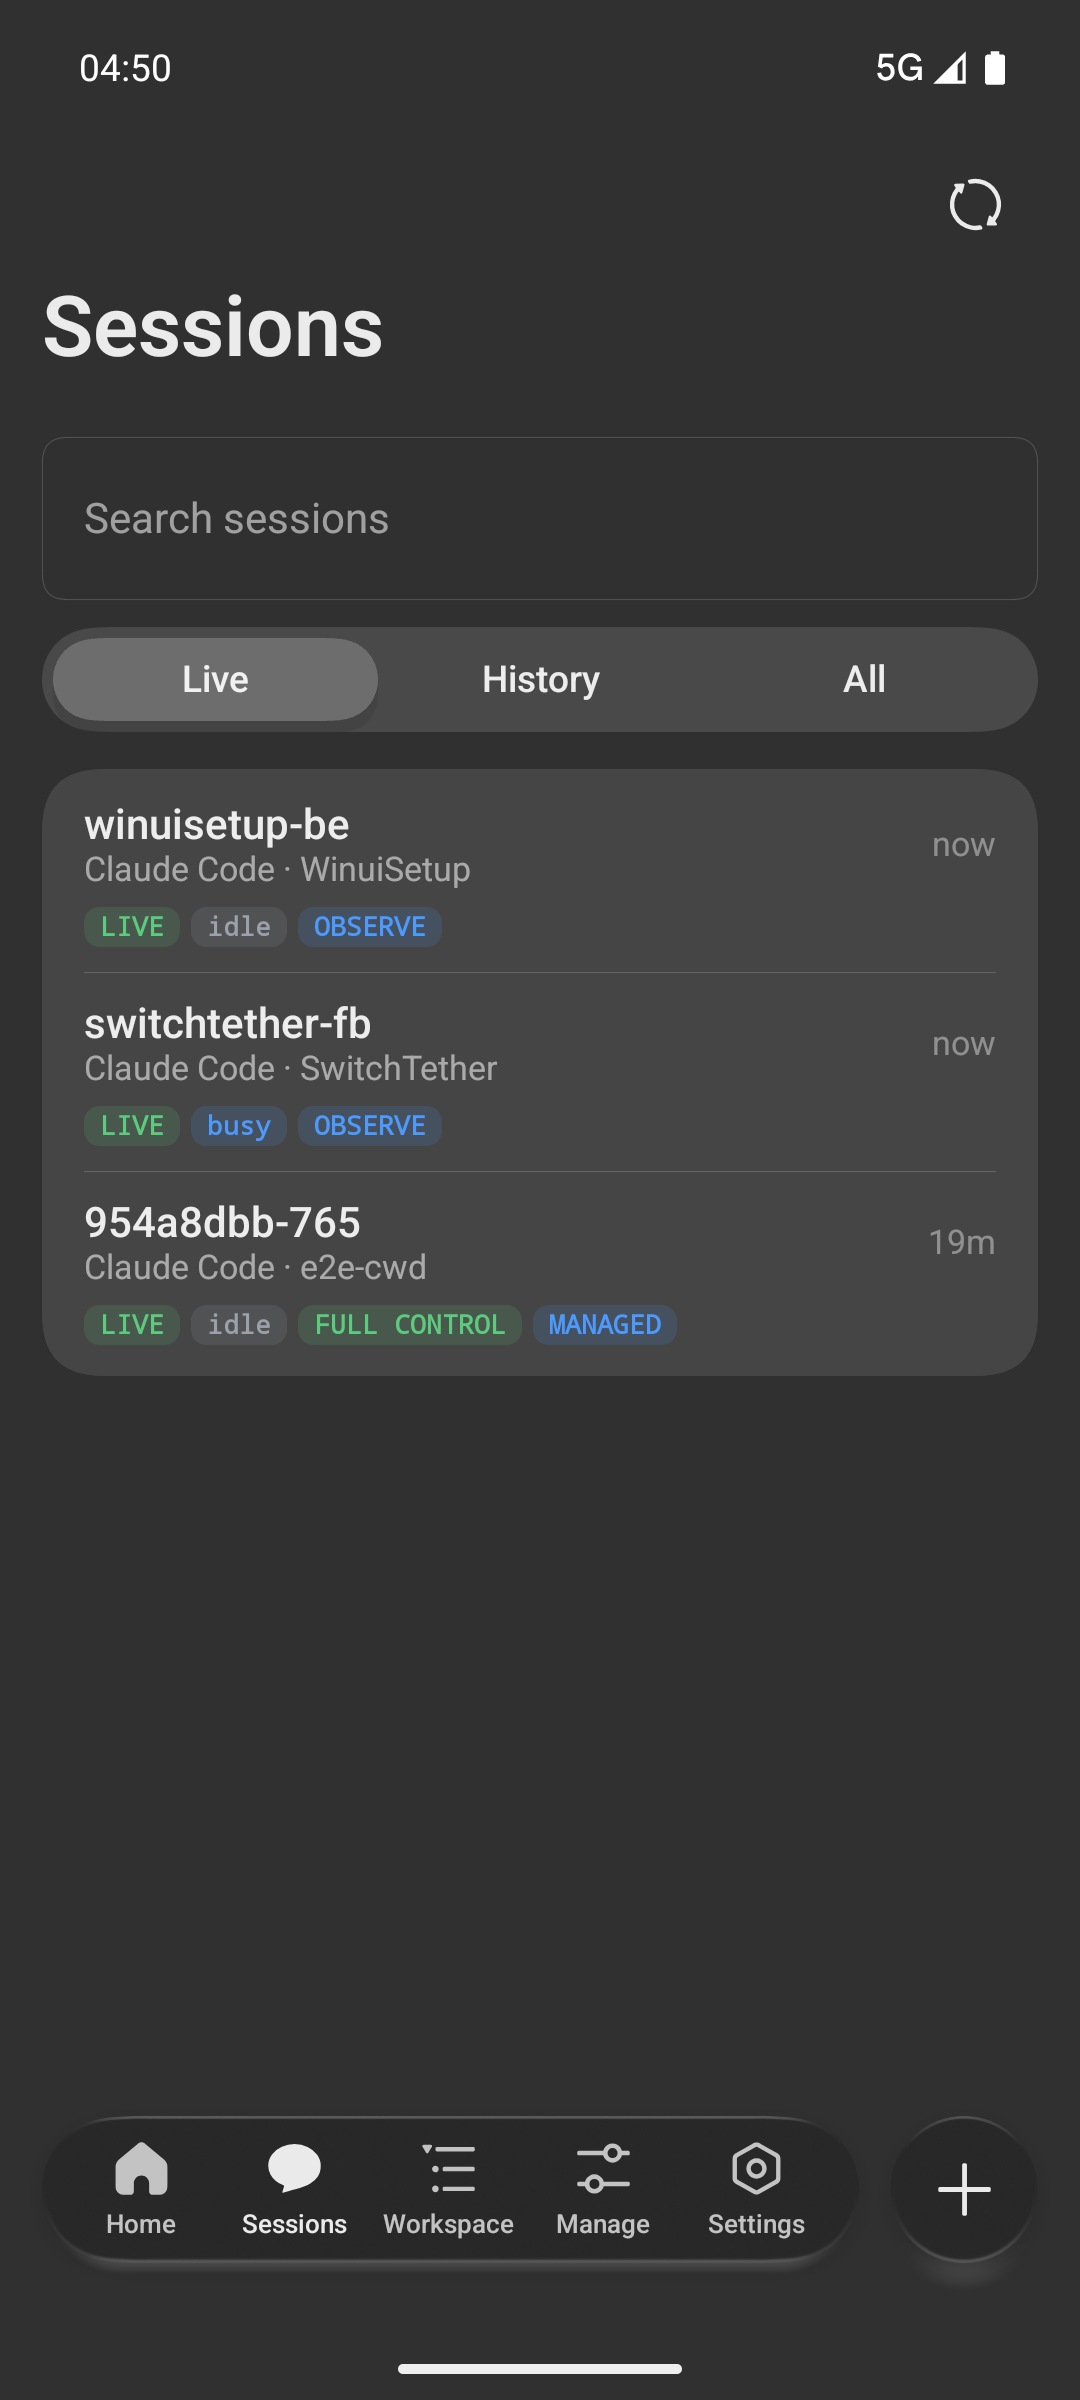 04:50
5G
Sessions
Search sessions
Live
History
All
winuisetup-be
now
Claude Code · WinuiSetup
LIVE
idle
OBSERVE
switchtether-fb
now
Claude Code · SwitchTether
LIVE
busy
OBSERVE
954a8dbb-765
19m
Claude Code · e2e-cwd
LIVE
idle
FULL CONTROL
MANAGED
Home
Sessions
Workspace
Manage
Settings